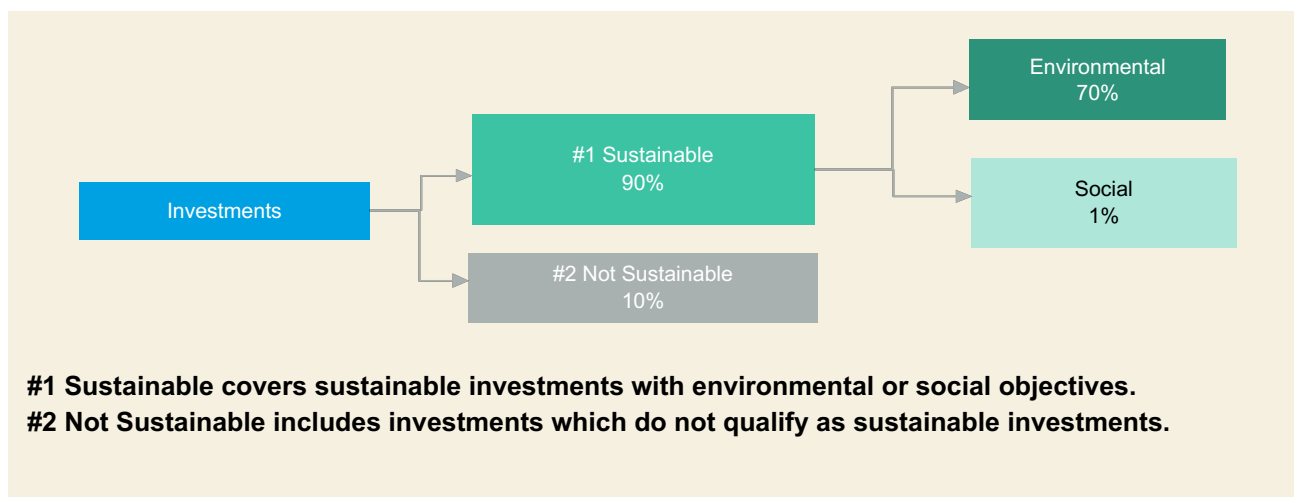 Environmental
70%
#1 Sustainable
90%
Social
1%
Investments
#2 Not Sustainable
10%
#1 Sustainable covers sustainable investments with environmental or social objectives.
#2 Not Sustainable includes investments which do not qualify as sustainable investments.